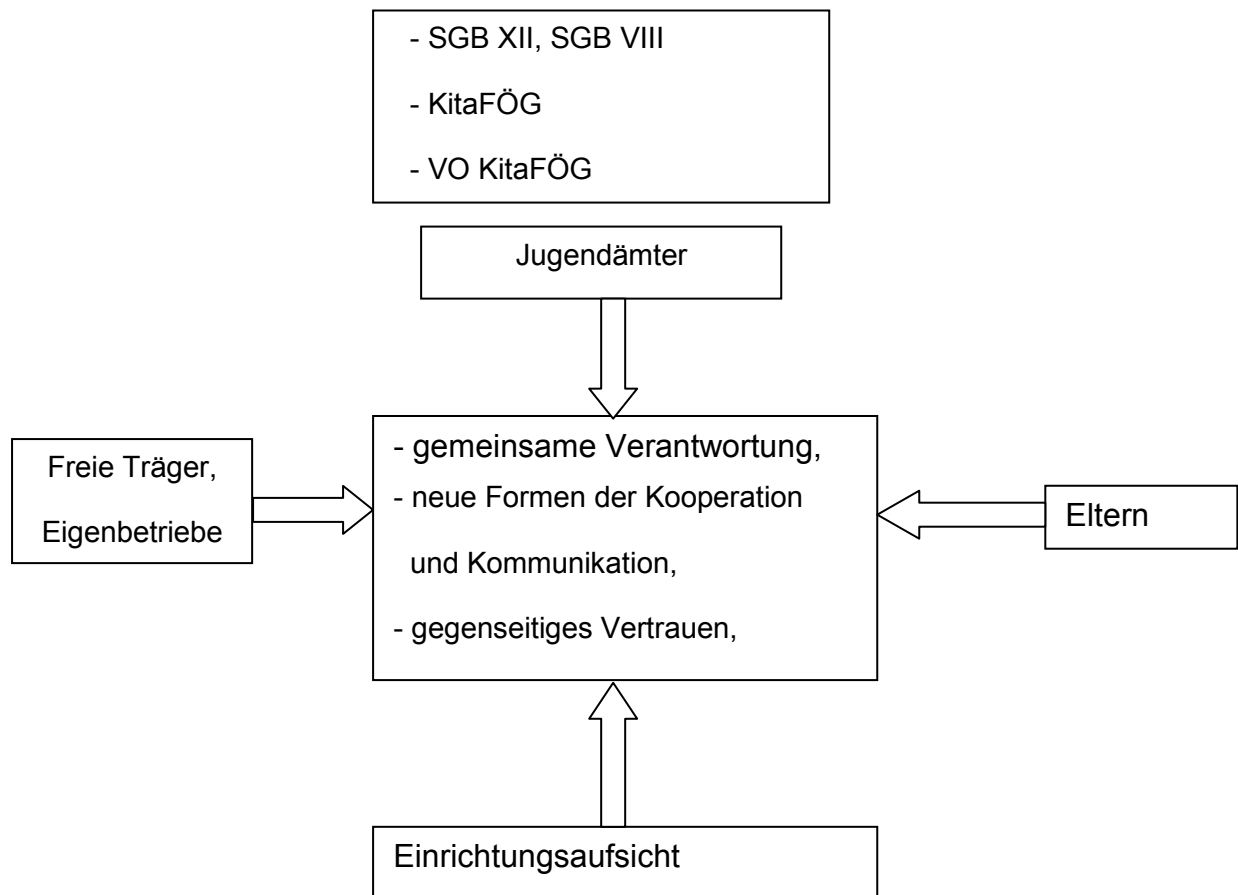 - SGB XII, SGB VIII
- KitaFÖG
- VO KitaFÖG
Jugendämter
Freie Träger,
Eigenbetriebe
- gemeinsame Verantwortung,
- neue Formen der Kooperation
und Kommunikation,
- gegenseitiges Vertrauen,
Eltern
Einrichtungsaufsicht